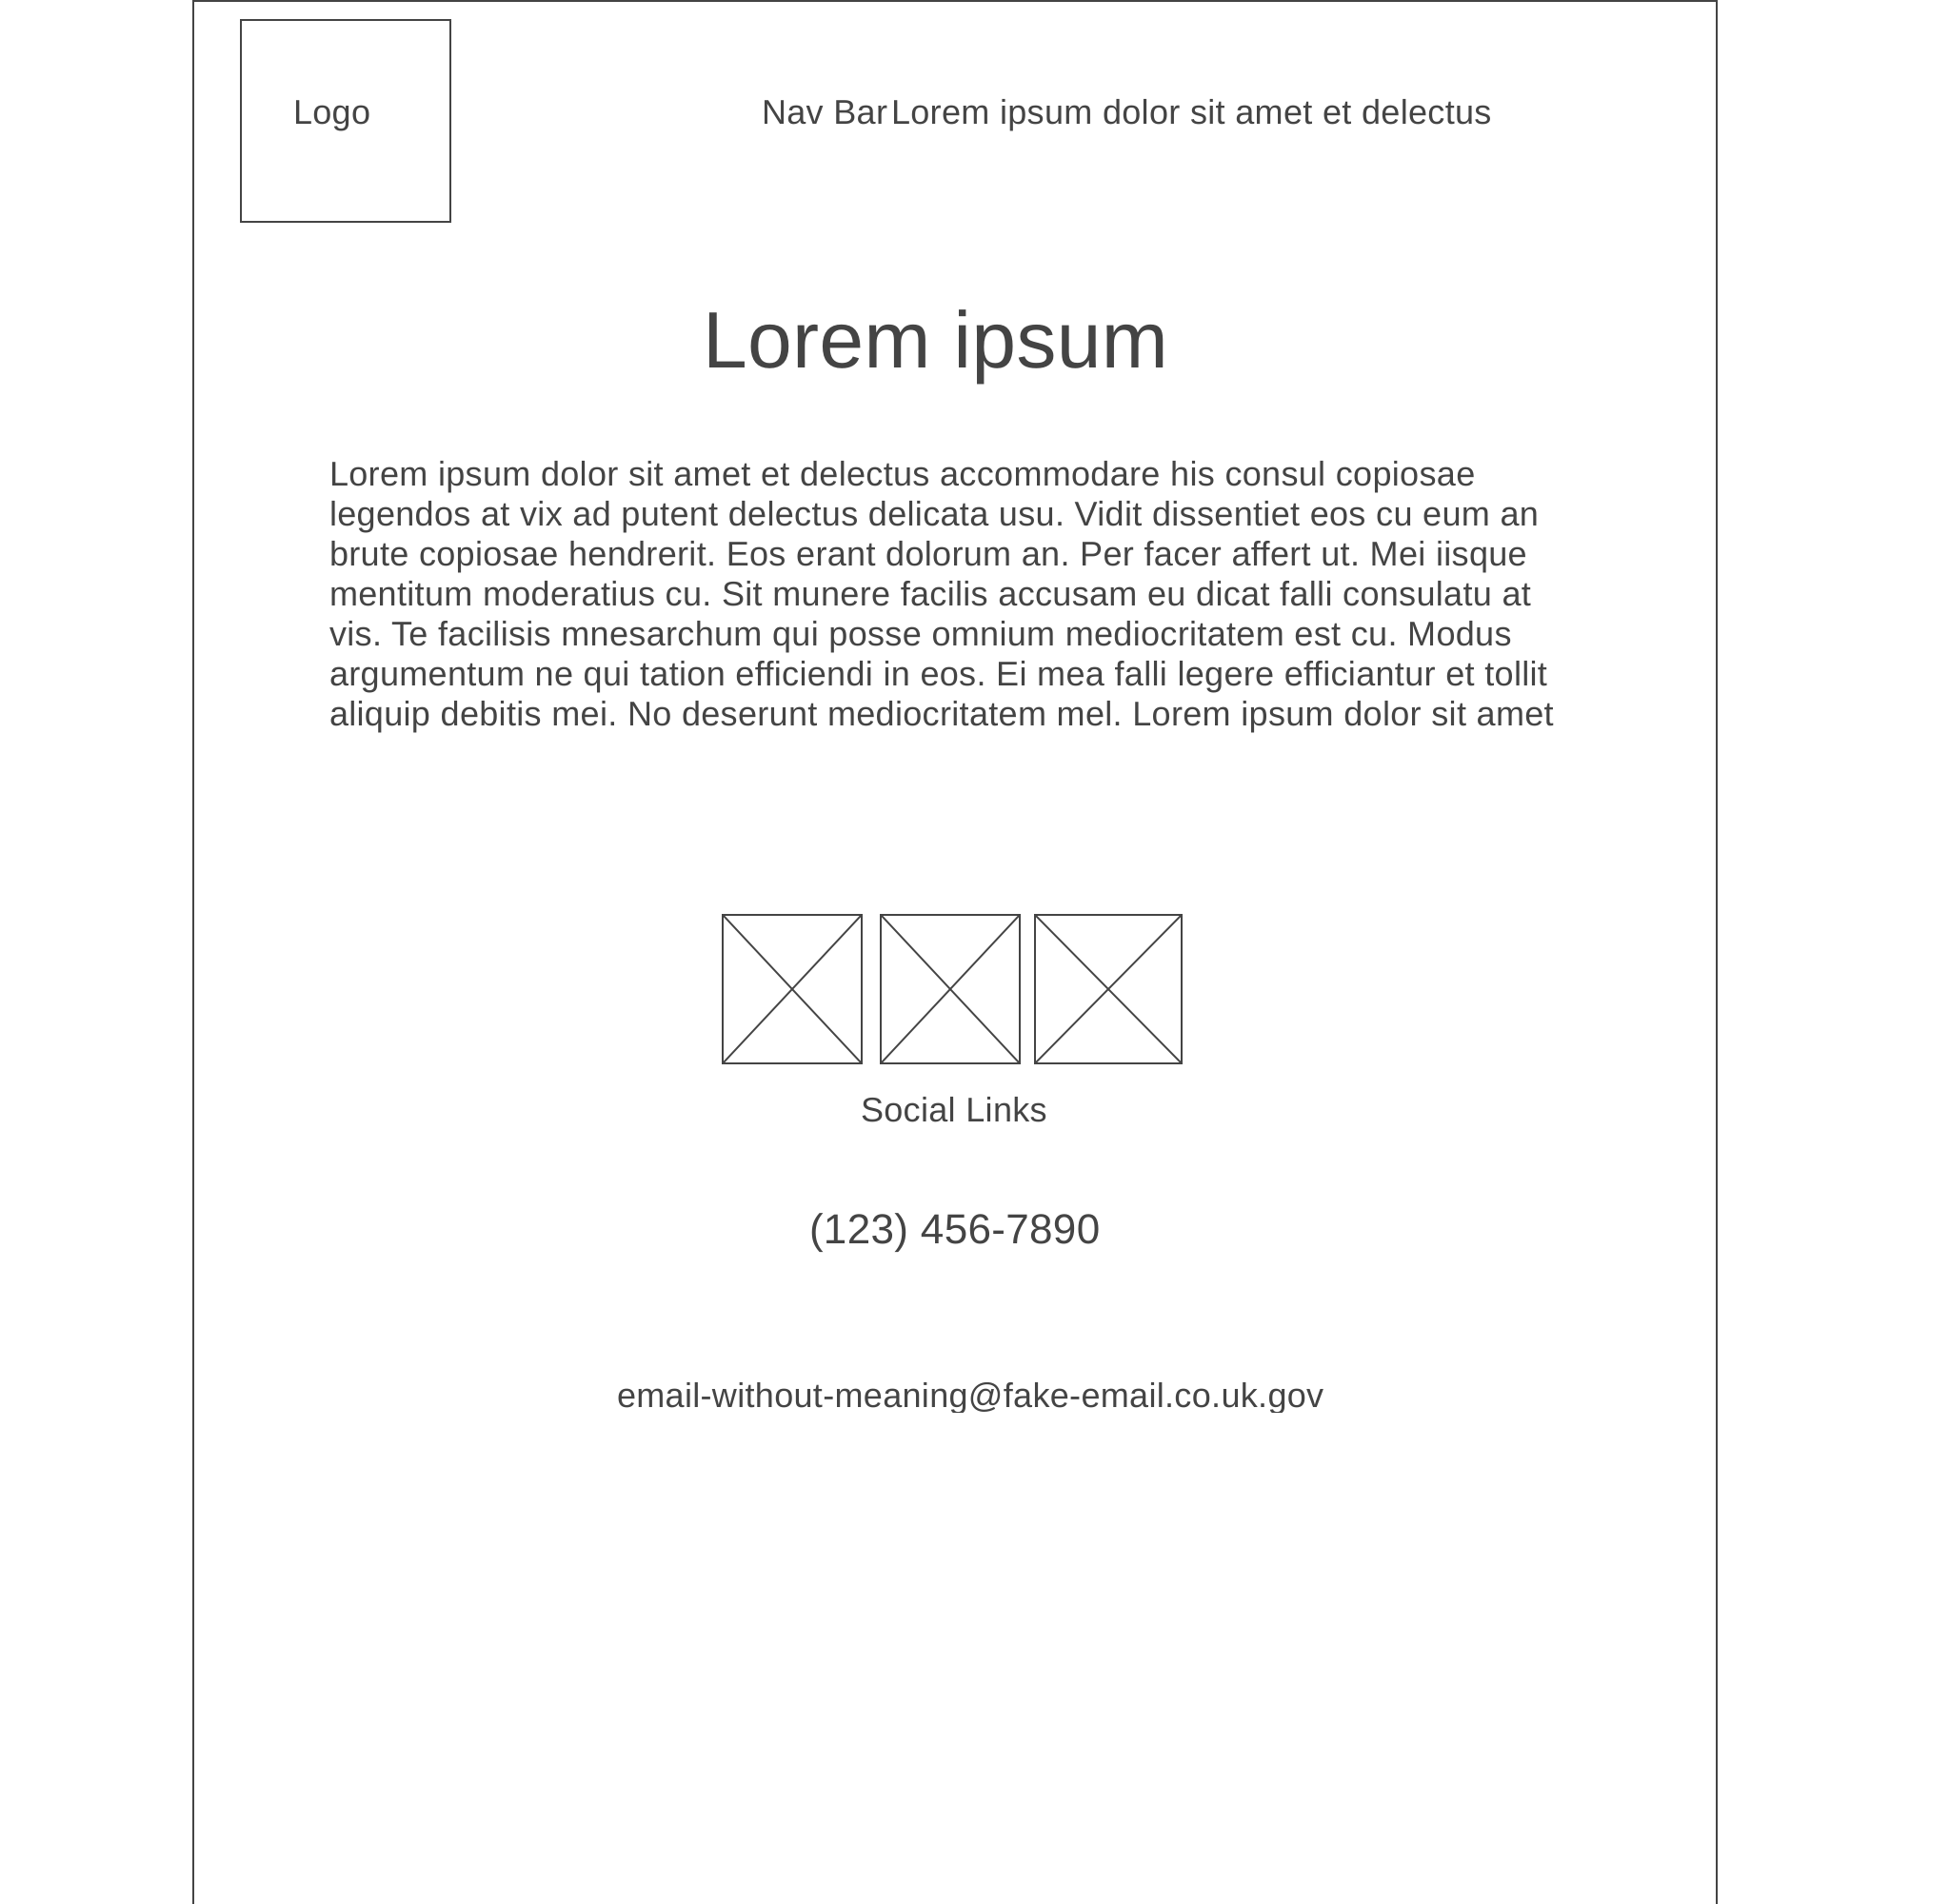 Logo
Nav Bar Lorem ipsum dolor sit amet et delectus
Lorem ipsum
Lorem ipsum dolor sit amet et delectus accommodare his consul copiosae
legendos at vix ad putent delectus delicata usu. Vidit dissentiet eos cu eum an
brute copiosae hendrerit. Eos erant dolorum an. Per facer affert ut. Mei iisque
mentitum moderatius cu. Sit munere facilis accusam eu dicat falli consulatu at
vis. Te facilisis mnesarchum qui posse omnium mediocritatem est cu. Modus
argumentum ne qui tation efficiendi in eos. Ei mea falli legere efficiantur et tollit
aliquip debitis mei. No deserunt mediocritatem mel. Lorem ipsum dolor sit amet
Social Links
(123) 456-7890
email-without-meaning@fake-email.co.uk.gov